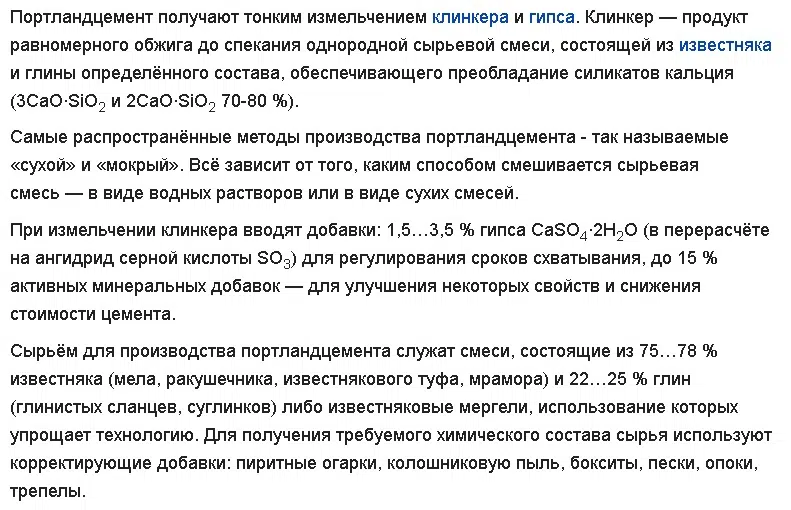 Портландцемент получают тонким измельчением клинкера и гипса. Клинкер — продукт
равномерного обжига до спекания однородной сырьевой смеси, состоящей из известняка
и глины определённого состава, обеспечивающего преобладание силикатов кальция
(3CaO∙SiO₂ и 2CaO∙SiO₂ 70-80 %).
Самые распространённые методы производства портландцемента - так называемые
«сухой» и «мокрый». Всё зависит от того, каким способом смешивается сырьевая
смесь — в виде водных растворов или в виде сухих смесей.
При измельчении клинкера вводят добавки: 1,5…3,5 % гипса CaSO₄∙2H₂O (в перерасчёте
на ангидрид серной кислоты SO₃) для регулирования сроков схватывания, до 15 %
активных минеральных добавок — для улучшения некоторых свойств и снижения
стоимости цемента.
Сырьём для производства портландцемента служат смеси, состоящие из 75…78 %
известняка (мела, ракушечника, известнякового туфа, мрамора) и 22…25 % глин
(глинистых сланцев, суглинков) либо известняковые мергели, использование которых
упрощает технологию. Для получения требуемого химического состава сырья используют
корректирующие добавки: пиритные огарки, колошниковую пыль, бокситы, пески, опоки,
трепелы.